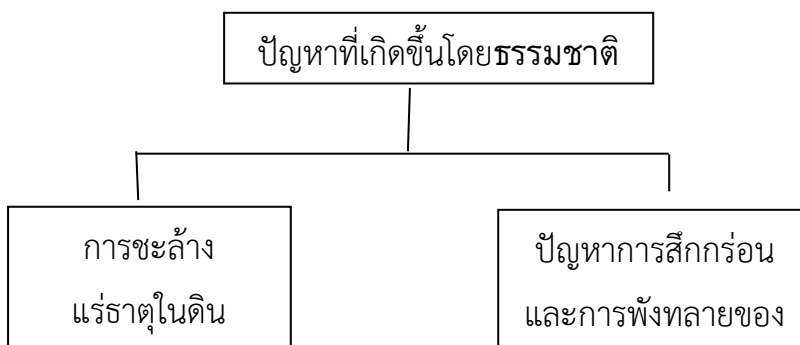 ปัญหาที่เกิดขึ้นโดยธรรมชาติ
การชะล้าง
แร่ธาตุในดิน
ปัญหาการสึกกร่อน
และการพังทลายของ